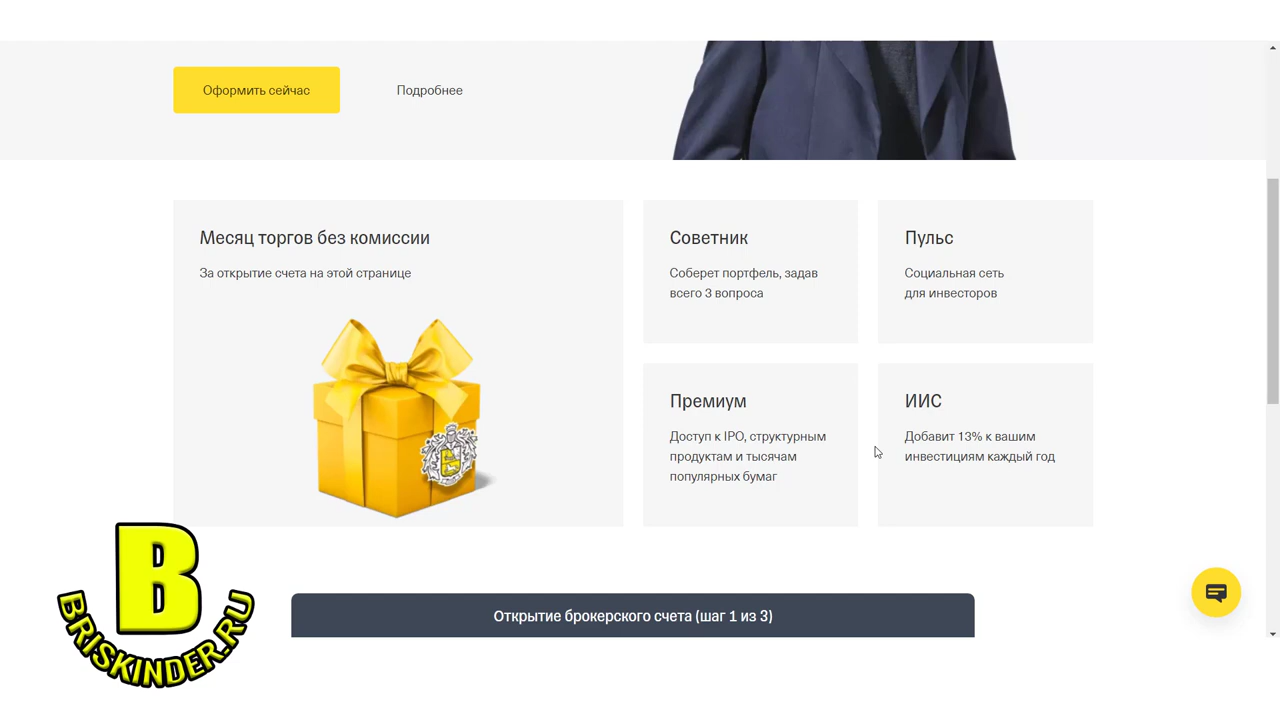 Оформить сейчас
Подробнее
Месяц торгов без комиссии
За открытие счета на этой странице
Советник
Соберет портфель, задав
всего 3 вопроса
Пульс
Социальная сеть
для инвесторов
Премиум
Доступ к IPO, структурным
продуктам и тысячам
популярных бумаг
ИИС
Добавит 13% к вашим
инвестициям каждый год
Открытие брокерского счета (шаг 1 из 3)
B
BRISKINDER.RU